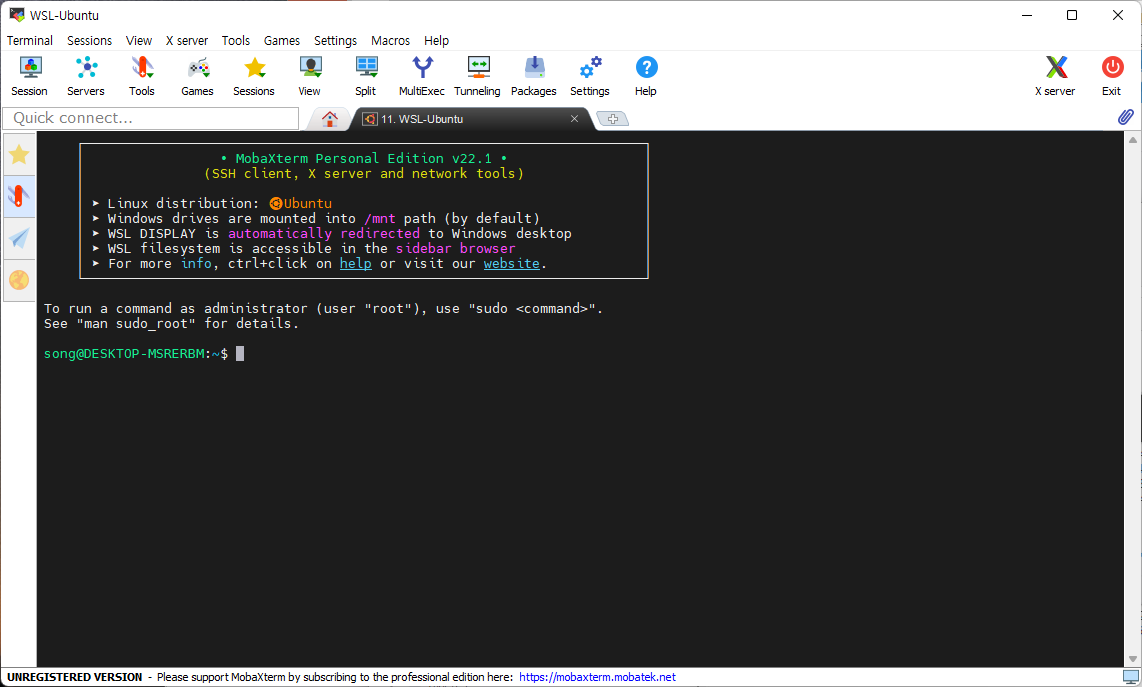 WSL-Ubuntu
Terminal Sessions View X server Tools Games Settings Macros Help
Session Servers Tools Games Sessions View Split MultiExec Tunneling Packages Settings Help X server Exit
Quick connect... 11. WSL-Ubuntu
• MobaXterm Personal Edition v22.1 •
(SSH client, X server and network tools)
➤ Linux distribution: Ubuntu
➤ Windows drives are mounted into /mnt path (by default)
➤ WSL DISPLAY is automatically redirected to Windows desktop
➤ WSL filesystem is accessible in the sidebar browser
➤ For more info, ctrl+click on help or visit our website.
To run a command as administrator (user "root"), use "sudo <command>".
See "man sudo_root" for details.
song@DESKTOP-MSRERBM:~$
UNREGISTERED VERSION - Please support MobaXterm by subscribing to the professional edition here: https://mobaxterm.mobatek.net